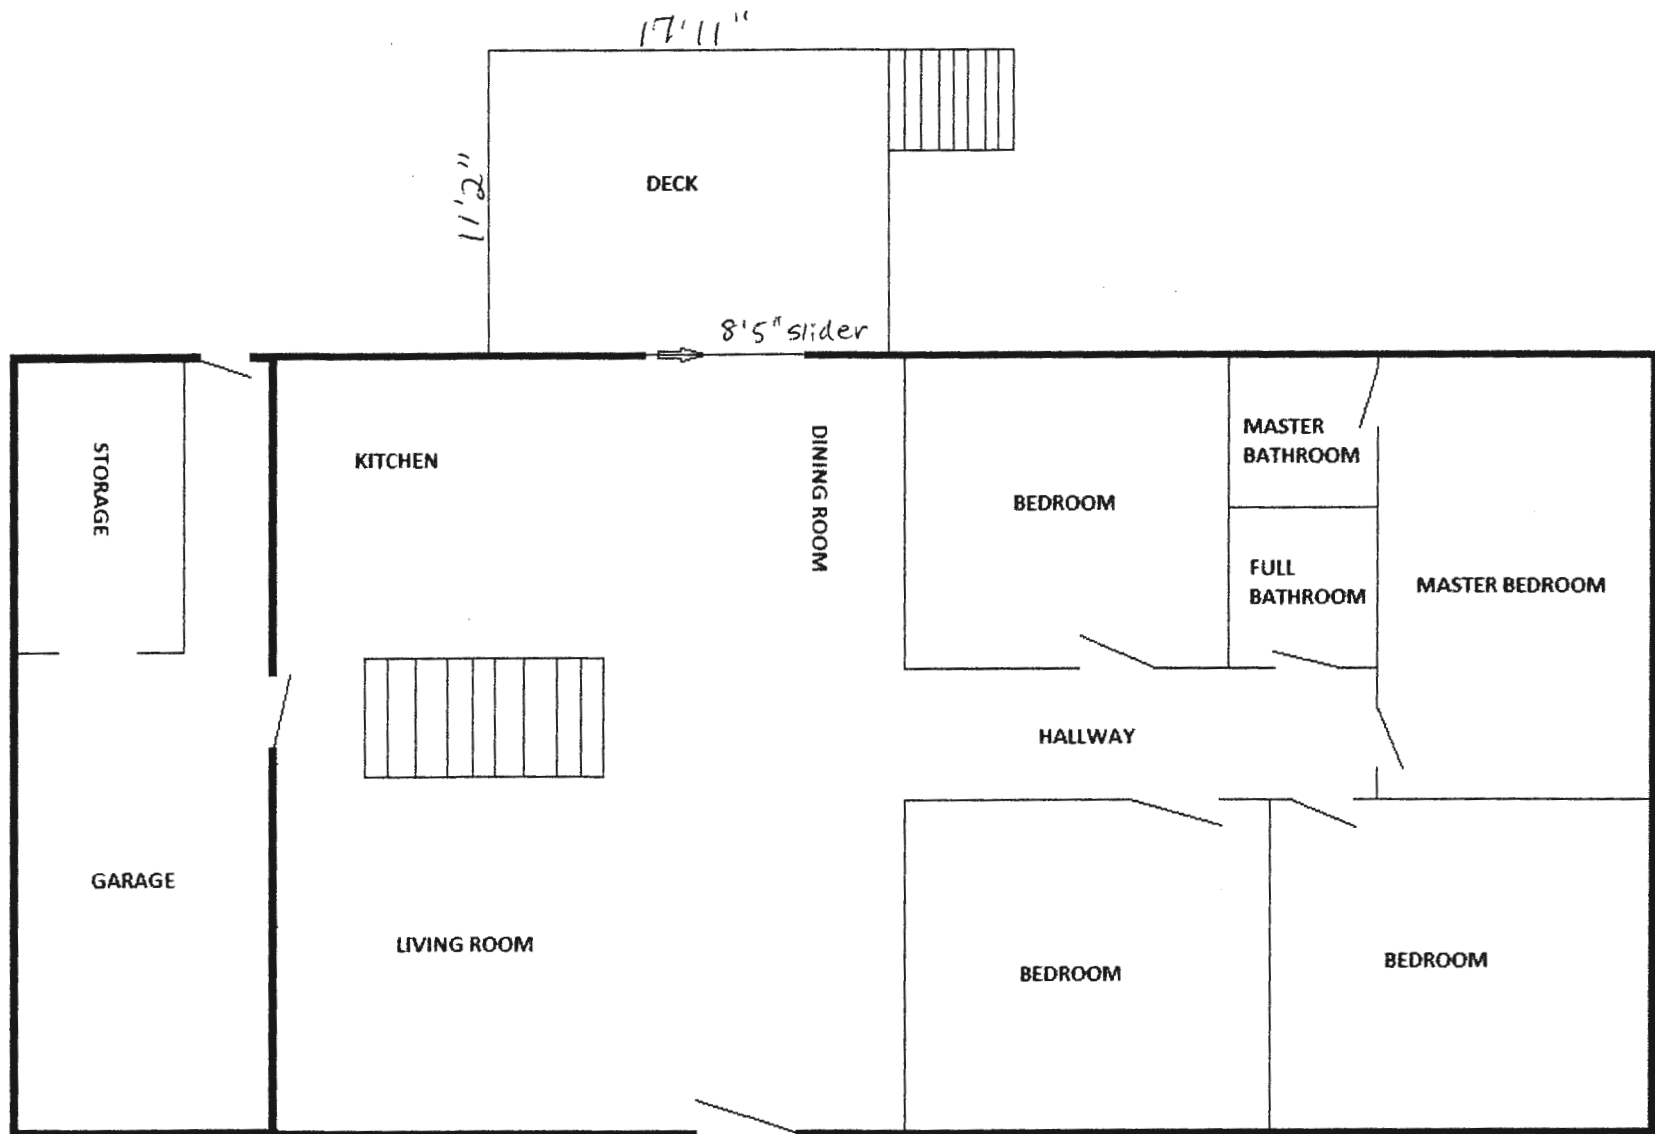 17'11"
11'2"
DECK
8'5" slider
STORAGE
KITCHEN
DINING ROOM
BEDROOM
MASTER
BATHROOM
FULL
BATHROOM
MASTER BEDROOM
HALLWAY
GARAGE
LIVING ROOM
BEDROOM
BEDROOM